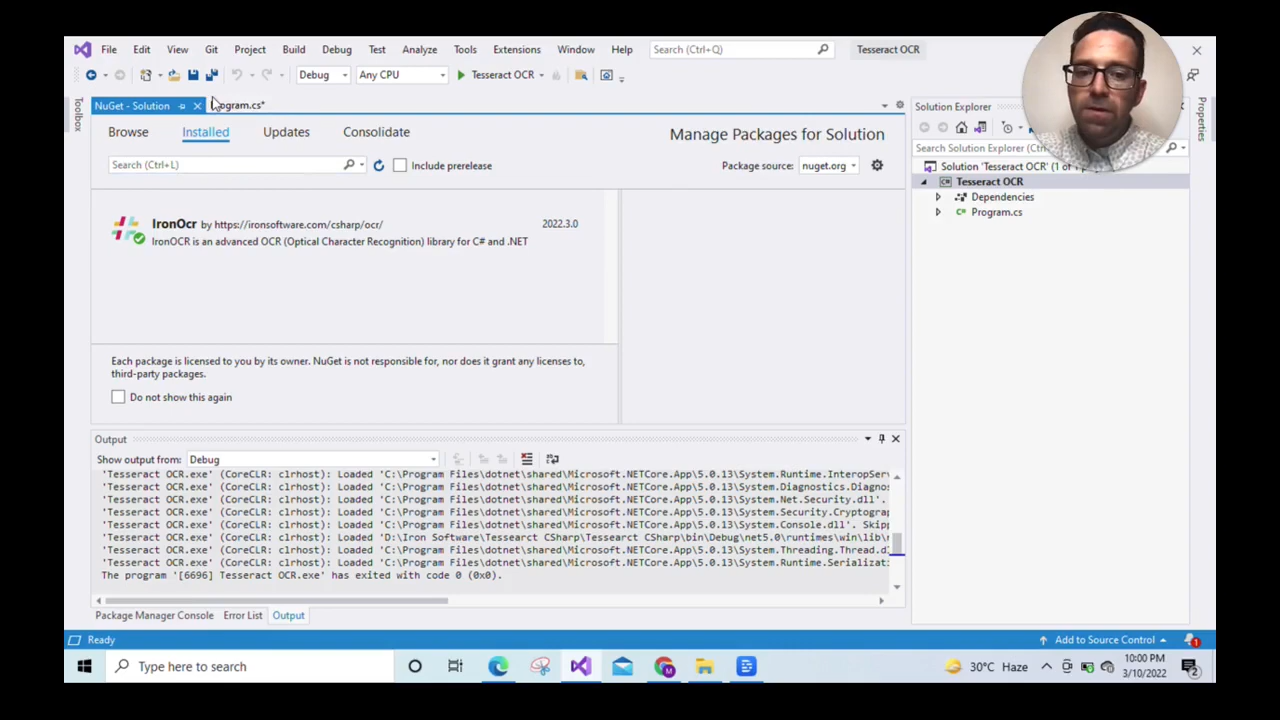 File Edit View Git Project Build Debug Test Analyze Tools Extensions Window Help Search (Ctrl+Q) Tesseract OCR
Debug Any CPU Tesseract OCR
Toolbox
NuGet - Solution
Program.cs*
Browse Installed Updates Consolidate
Manage Packages for Solution
Search (Ctrl+L)
Include prerelease
Package source: nuget.org
IronOcr by https://ironsoftware.com/csharp/ocr/ 2022.3.0
IronOCR is an advanced OCR (Optical Character Recognition) library for C# and .NET
Each package is licensed to you by its owner. NuGet is not responsible for, nor does it grant any licenses to,
third-party packages.
Do not show this again
Output
Show output from: Debug
'Tesseract OCR.exe' (CoreCLR: clrhost): Loaded 'C:\Program Files\dotnet\shared\Microsoft.NETCore.App\5.0.13\System.Runtime.InteropServ
'Tesseract OCR.exe' (CoreCLR: clrhost): Loaded 'C:\Program Files\dotnet\shared\Microsoft.NETCore.App\5.0.13\System.Diagnostics.Diagnos
'Tesseract OCR.exe' (CoreCLR: clrhost): Loaded 'C:\Program Files\dotnet\shared\Microsoft.NETCore.App\5.0.13\System.Net.Security.dll'.
'Tesseract OCR.exe' (CoreCLR: clrhost): Loaded 'C:\Program Files\dotnet\shared\Microsoft.NETCore.App\5.0.13\System.Security.Cryptograp
'Tesseract OCR.exe' (CoreCLR: clrhost): Loaded 'C:\Program Files\dotnet\shared\Microsoft.NETCore.App\5.0.13\System.Console.dll'. Skipp
'Tesseract OCR.exe' (CoreCLR: clrhost): Loaded 'D:\Iron Software\Tessearct CSharp\Tessearct CSharp\bin\Debug\net5.0\runtimes\win\lib\n
'Tesseract OCR.exe' (CoreCLR: clrhost): Loaded 'C:\Program Files\dotnet\shared\Microsoft.NETCore.App\5.0.13\System.Threading.Thread.d
'Tesseract OCR.exe' (CoreCLR: clrhost): Loaded 'C:\Program Files\dotnet\shared\Microsoft.NETCore.App\5.0.13\System.Runtime.Serializati
The program '[6696] Tesseract OCR.exe' has exited with code 0 (0x0).
Package Manager Console Error List Output
Solution Explorer
Search Solution Explorer (Ctrl
Solution 'Tesseract OCR' (1 of 1
Tesseract OCR
Dependencies
Program.cs
Properties
Ready
Add to Source Control
1
Type here to search
30°C Haze
10:00 PM
3/10/2022
2